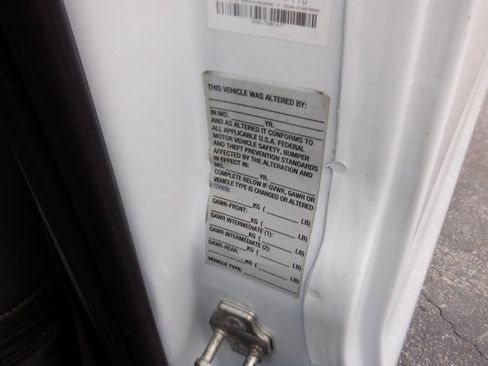 THIS VEHICLE WAS ALTERED BY:
IN: MO. YR.
AND AS ALTERED IT CONFORMS TO
ALL APPLICABLE U.S.A. FEDERAL
MOTOR VEHICLE SAFETY, BUMPER
AND THEFT PREVENTION STANDARDS
AFFECTED BY THE ALTERATION AND
IN EFFECT IN:
MO. YR.
COMPLETE BELOW IF GVWR, GAWR OR
VEHICLE TYPE IS CHANGED OR ALTERED
GVWR: KG ( LB)
GAWR-FRONT: KG ( LB)
GAWR INTERMEDIATE (1): KG ( LB)
GAWR INTERMEDIATE (2): KG ( LB)
GAWR-REAR: KG ( LB)
VEHICLE TYPE: